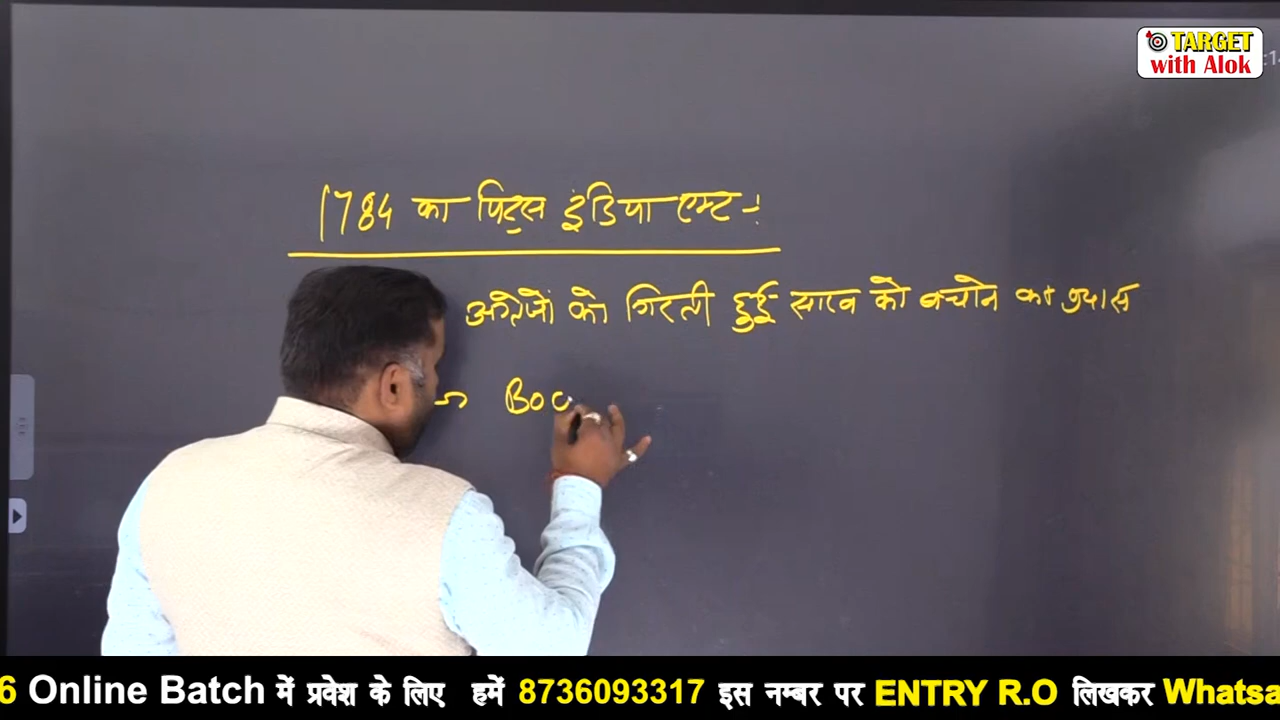 TARGET
with Alok
1784 का पिट्स इंडिया एक्ट -:
अंग्रेजों को गिरती हुई साख को बचाने का प्रयास
→ BOC
6 Online Batch में प्रवेश के लिए हमें 8736093317 इस नम्बर पर ENTRY R.O लिखकर Whatsa